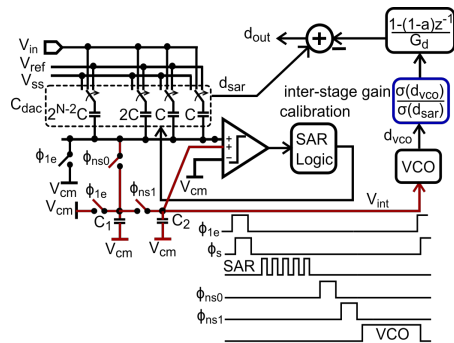 V_in
V_ref
V_ss
C_dac
2^{N-2}C 2C C C
d_sar
d_out
+
1-(1-a)z^{-1}
G_d
inter-stage gain
calibration
σ(d_vco)
σ(d_sar)
d_vco
VCO
SAR
Logic
V_cm
ϕ_1e
ϕ_ns0
V_cm
V_cm
ϕ_1e
ϕ_ns1
V_int
C_1
C_2
V_cm
V_cm
ϕ_1e
ϕ_s
SAR
ϕ_ns0
ϕ_ns1
VCO